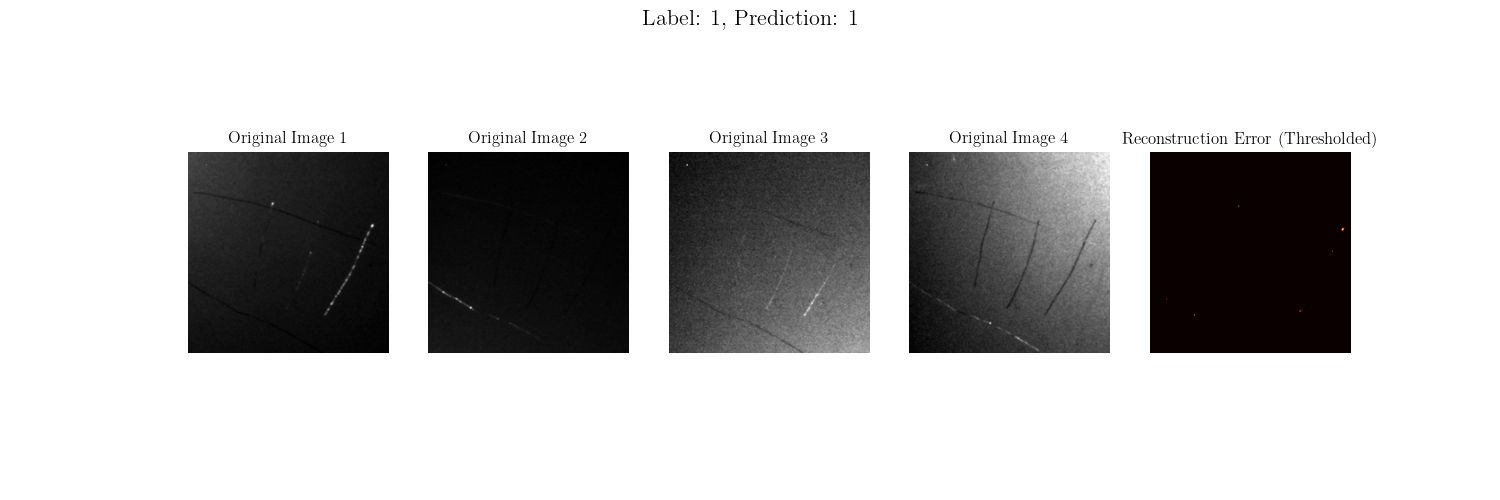 Label: 1, Prediction: 1
Original Image 1
Original Image 2
Original Image 3
Original Image 4
Reconstruction Error (Thresholded)